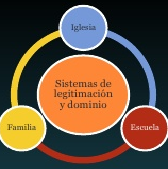 Iglesia
Sistemas de
legitimación
y dominio
Familia
Escuela